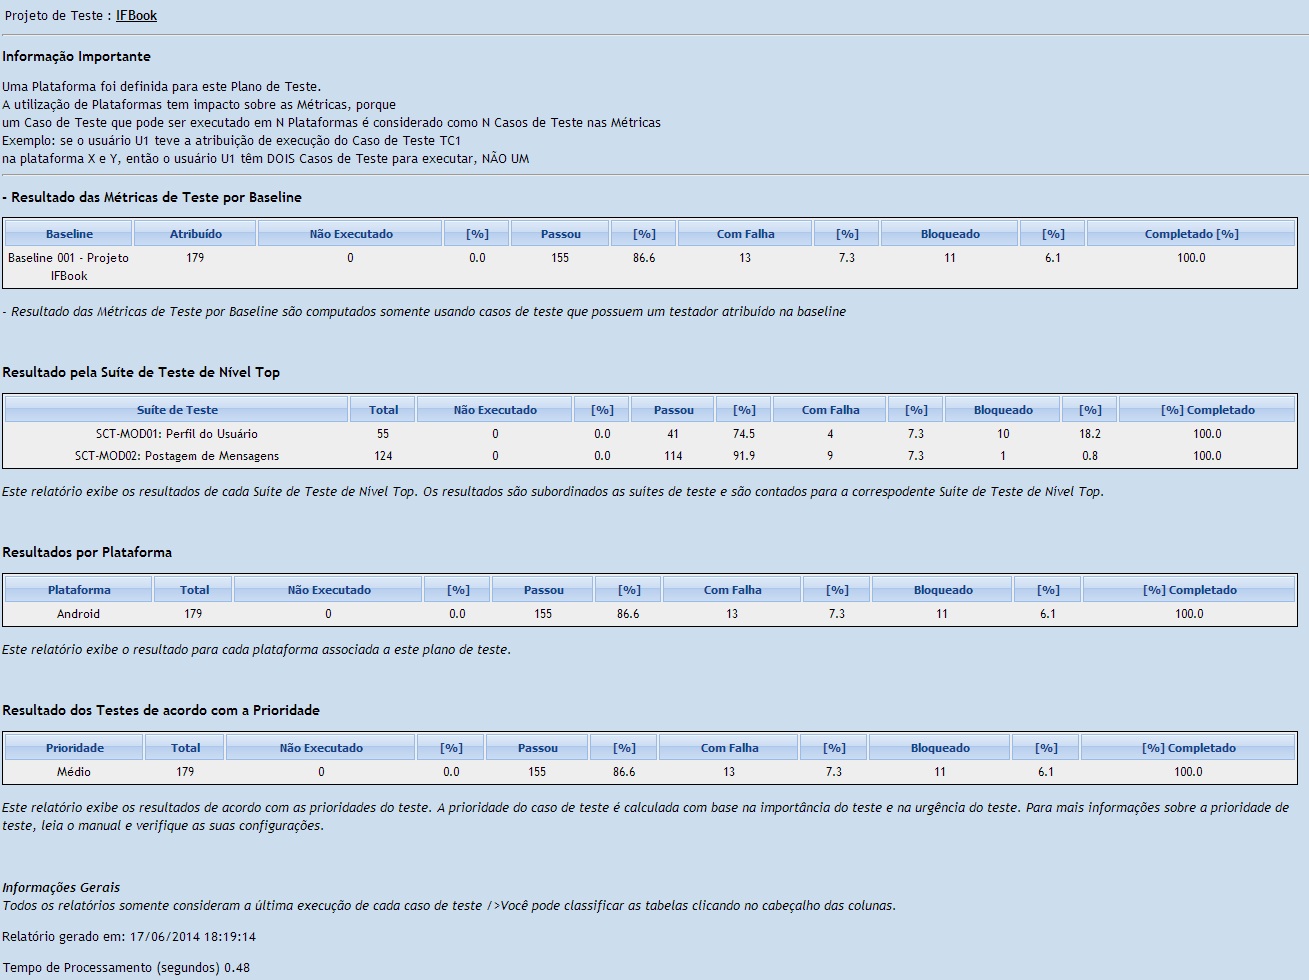 Projeto de Teste : IFBook
Informação Importante
Uma Plataforma foi definida para este Plano de Teste.
A utilização de Plataformas tem impacto sobre as Métricas, porque
um Caso de Teste que pode ser executado em N Plataformas é considerado como N Casos de Teste nas Métricas
Exemplo: se o usuário U1 teve a atribuição de execução do Caso de Teste TC1
na plataforma X e Y, então o usuário U1 têm DOIS Casos de Teste para executar, NÃO UM
- Resultado das Métricas de Teste por Baseline
Baseline Atribuído Não Executado [%] Passou [%] Com Falha [%] Bloqueado [%] Completado [%]
Baseline 001 - Projeto 179 0 0.0 155 86.6 13 7.3 11 6.1 100.0
IFBook
- Resultado das Métricas de Teste por Baseline são computados somente usando casos de teste que possuem um testador atribuído na baseline
Resultado pela Suíte de Teste de Nível Top
Suíte de Teste Total Não Executado [%] Passou [%] Com Falha [%] Bloqueado [%] [%] Completado
SCT-MOD01: Perfil do Usuário 55 0 0.0 41 74.5 4 7.3 10 18.2 100.0
SCT-MOD02: Postagem de Mensagens 124 0 0.0 114 91.9 9 7.3 1 0.8 100.0
Este relatório exibe os resultados de cada Suíte de Teste de Nível Top. Os resultados são subordinados as suítes de teste e são contados para a correspodente Suíte de Teste de Nível Top.
Resultados por Plataforma
Plataforma Total Não Executado [%] Passou [%] Com Falha [%] Bloqueado [%] [%] Completado
Android 179 0 0.0 155 86.6 13 7.3 11 6.1 100.0
Este relatório exibe o resultado para cada plataforma associada a este plano de teste.
Resultado dos Testes de acordo com a Prioridade
Prioridade Total Não Executado [%] Passou [%] Com Falha [%] Bloqueado [%] [%] Completado
Médio 179 0 0.0 155 86.6 13 7.3 11 6.1 100.0
Este relatório exibe os resultados de acordo com as prioridades do teste. A prioridade do caso de teste é calculada com base na importância do teste e na urgência do teste. Para mais informações sobre a prioridade de
teste, leia o manual e verifique as suas configurações.
Informações Gerais
Todos os relatórios somente consideram a última execução de cada caso de teste />Você pode classificar as tabelas clicando no cabeçalho das colunas.
Relatório gerado em: 17/06/2014 18:19:14
Tempo de Processamento (segundos) 0.48